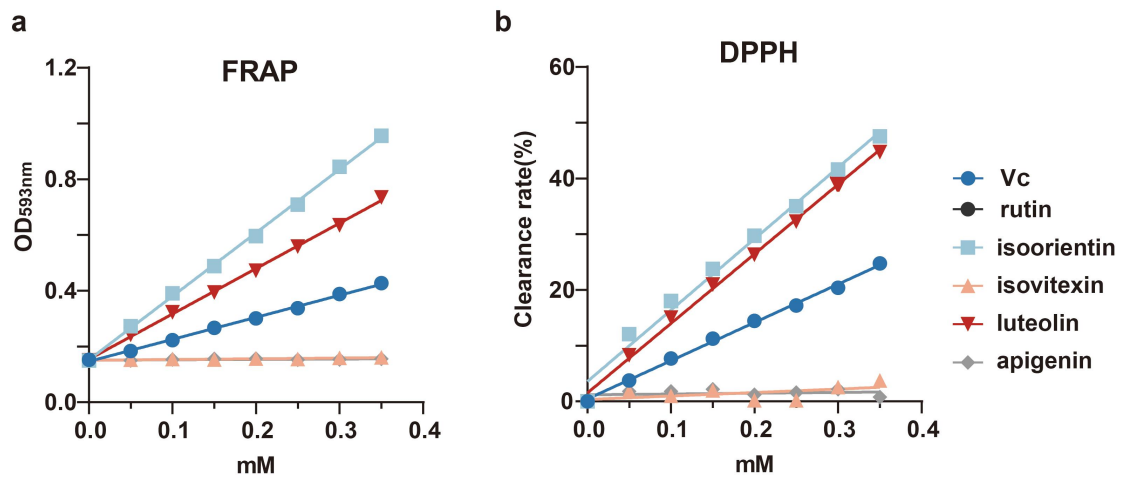 a
FRAP
OD593nm
1.2
0.8
0.4
0.0
0.0 0.1 0.2 0.3 0.4
mM
b
DPPH
Clearance rate(%)
60
40
20
0
0.0 0.1 0.2 0.3 0.4
mM
Vc
rutin
isoorientin
isovitexin
luteolin
apigenin